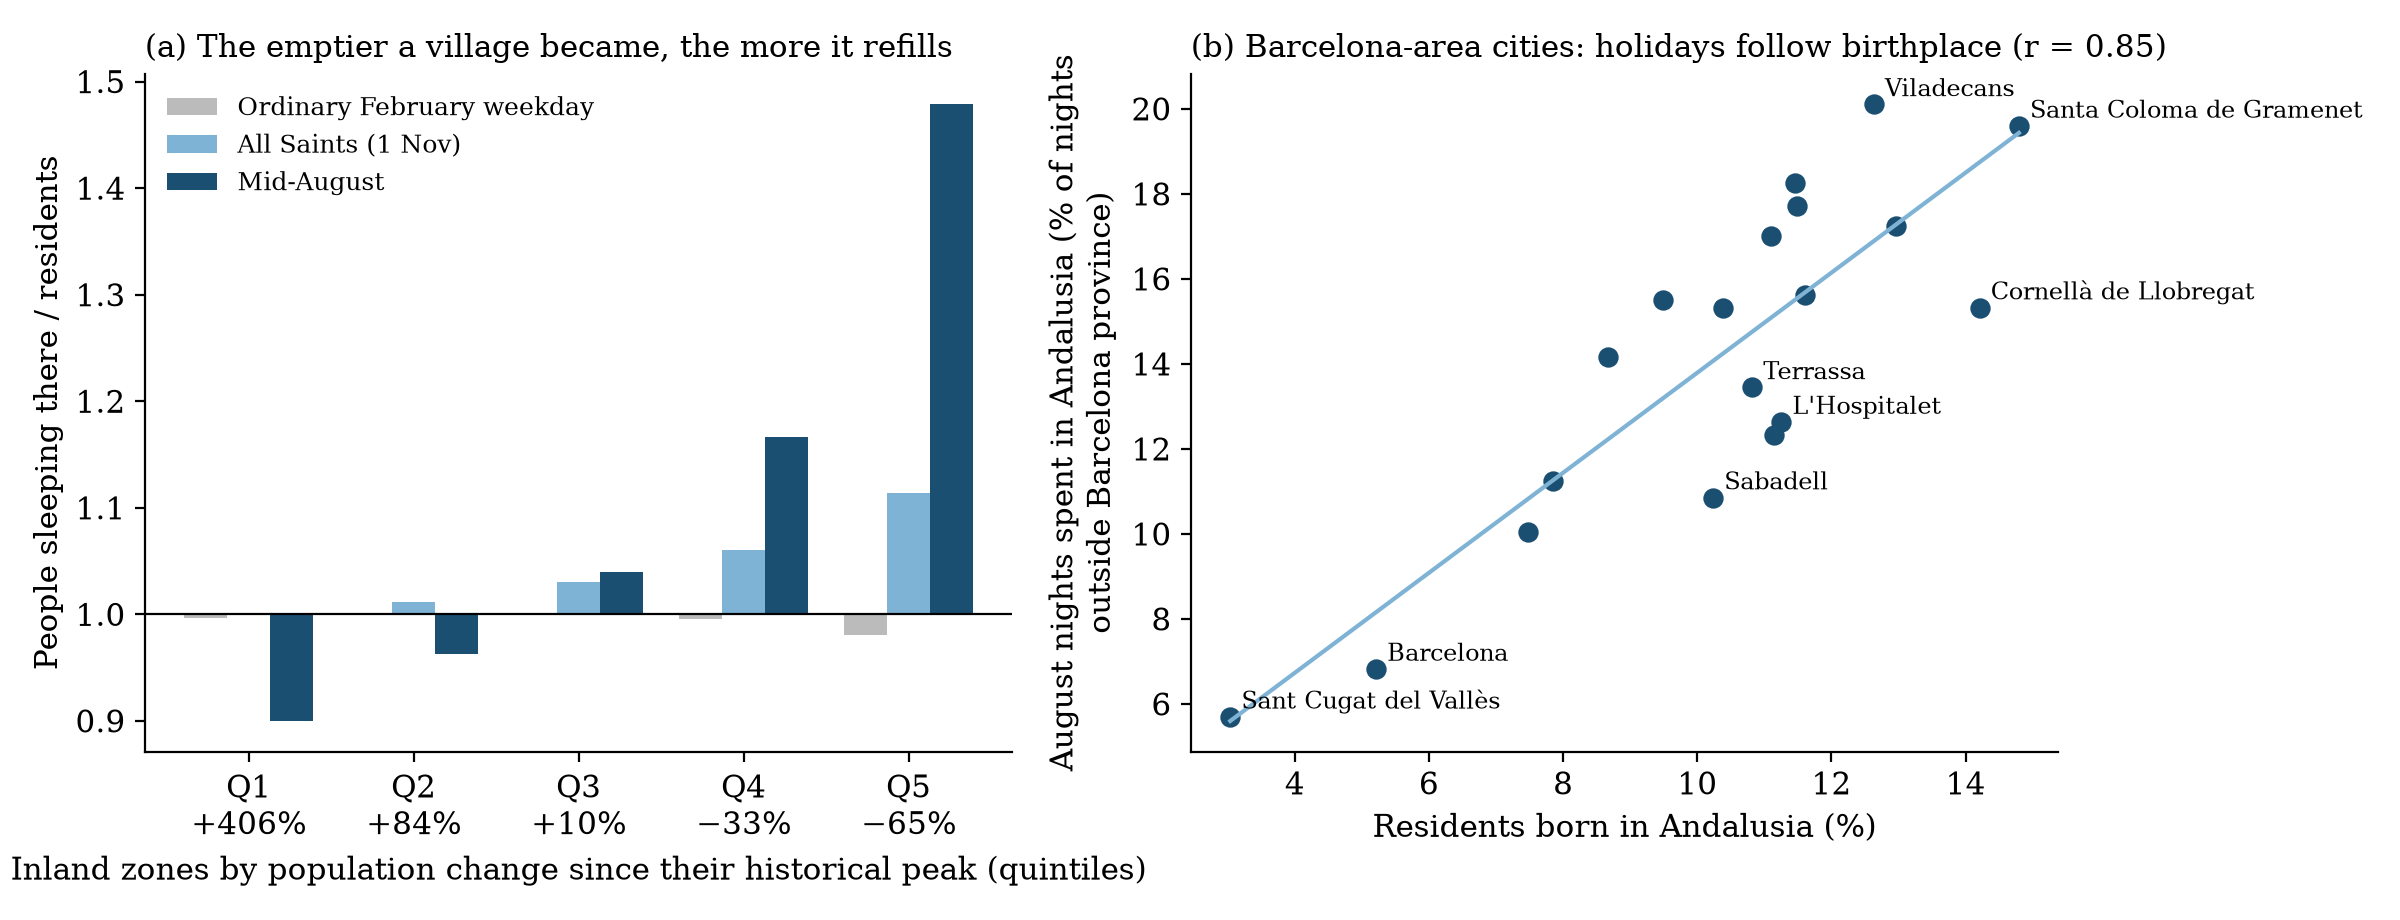 (a) The emptier a village became, the more it refills
People sleeping there / residents
1.5
1.4
1.3
1.2
1.1
1.0
0.9
Ordinary February weekday
All Saints (1 Nov)
Mid-August
Q1
+406%
Q2
+84%
Q3
+10%
Q4
−33%
Q5
−65%
Inland zones by population change since their historical peak (quintiles)
(b) Barcelona-area cities: holidays follow birthplace (r = 0.85)
August nights spent in Andalusia (% of nights
outside Barcelona province)
20
18
16
14
12
10
8
6
Viladecans
Santa Coloma de Gramenet
Cornellà de Llobregat
Terrassa
L'Hospitalet
Sabadell
Barcelona
Sant Cugat del Vallès
4
6
8
10
12
14
Residents born in Andalusia (%)